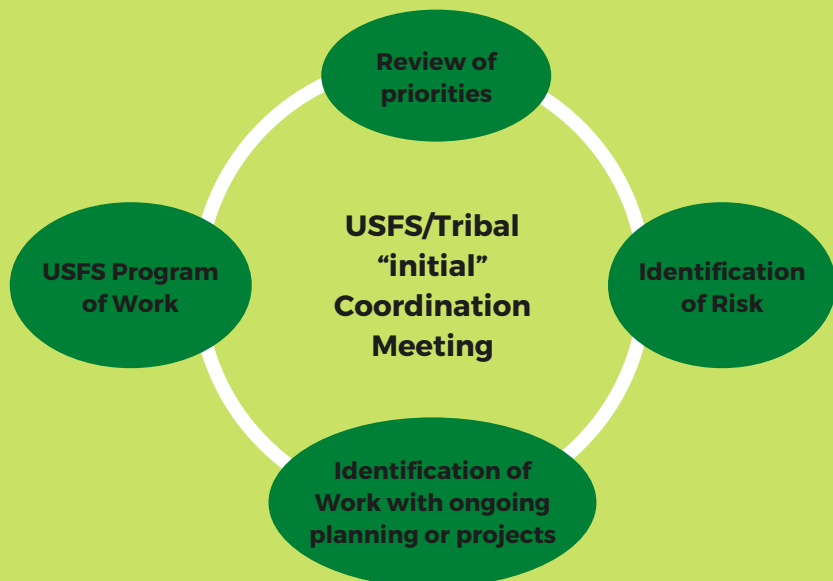 Review of
priorities
USFS/Tribal
“initial”
Coordination
Meeting
USFS Program
of Work
Identification
of Risk
Identification of
Work with ongoing
planning or projects